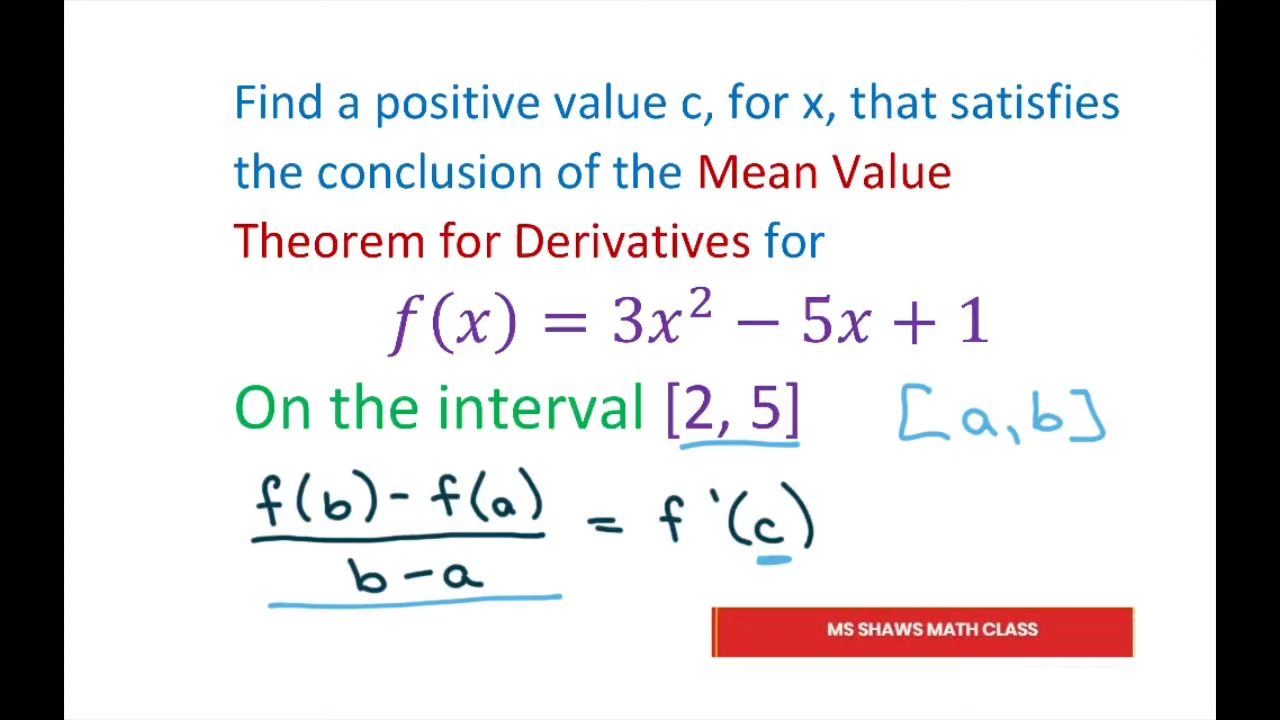 Find a positive value c, for x, that satisfies
the conclusion of the Mean Value
Theorem for Derivatives for
f(x) = 3x² − 5x + 1
On the interval [2, 5] [a,b]
f(b) - f(a)
= f'(c)
b - a
MS SHAWS MATH CLASS